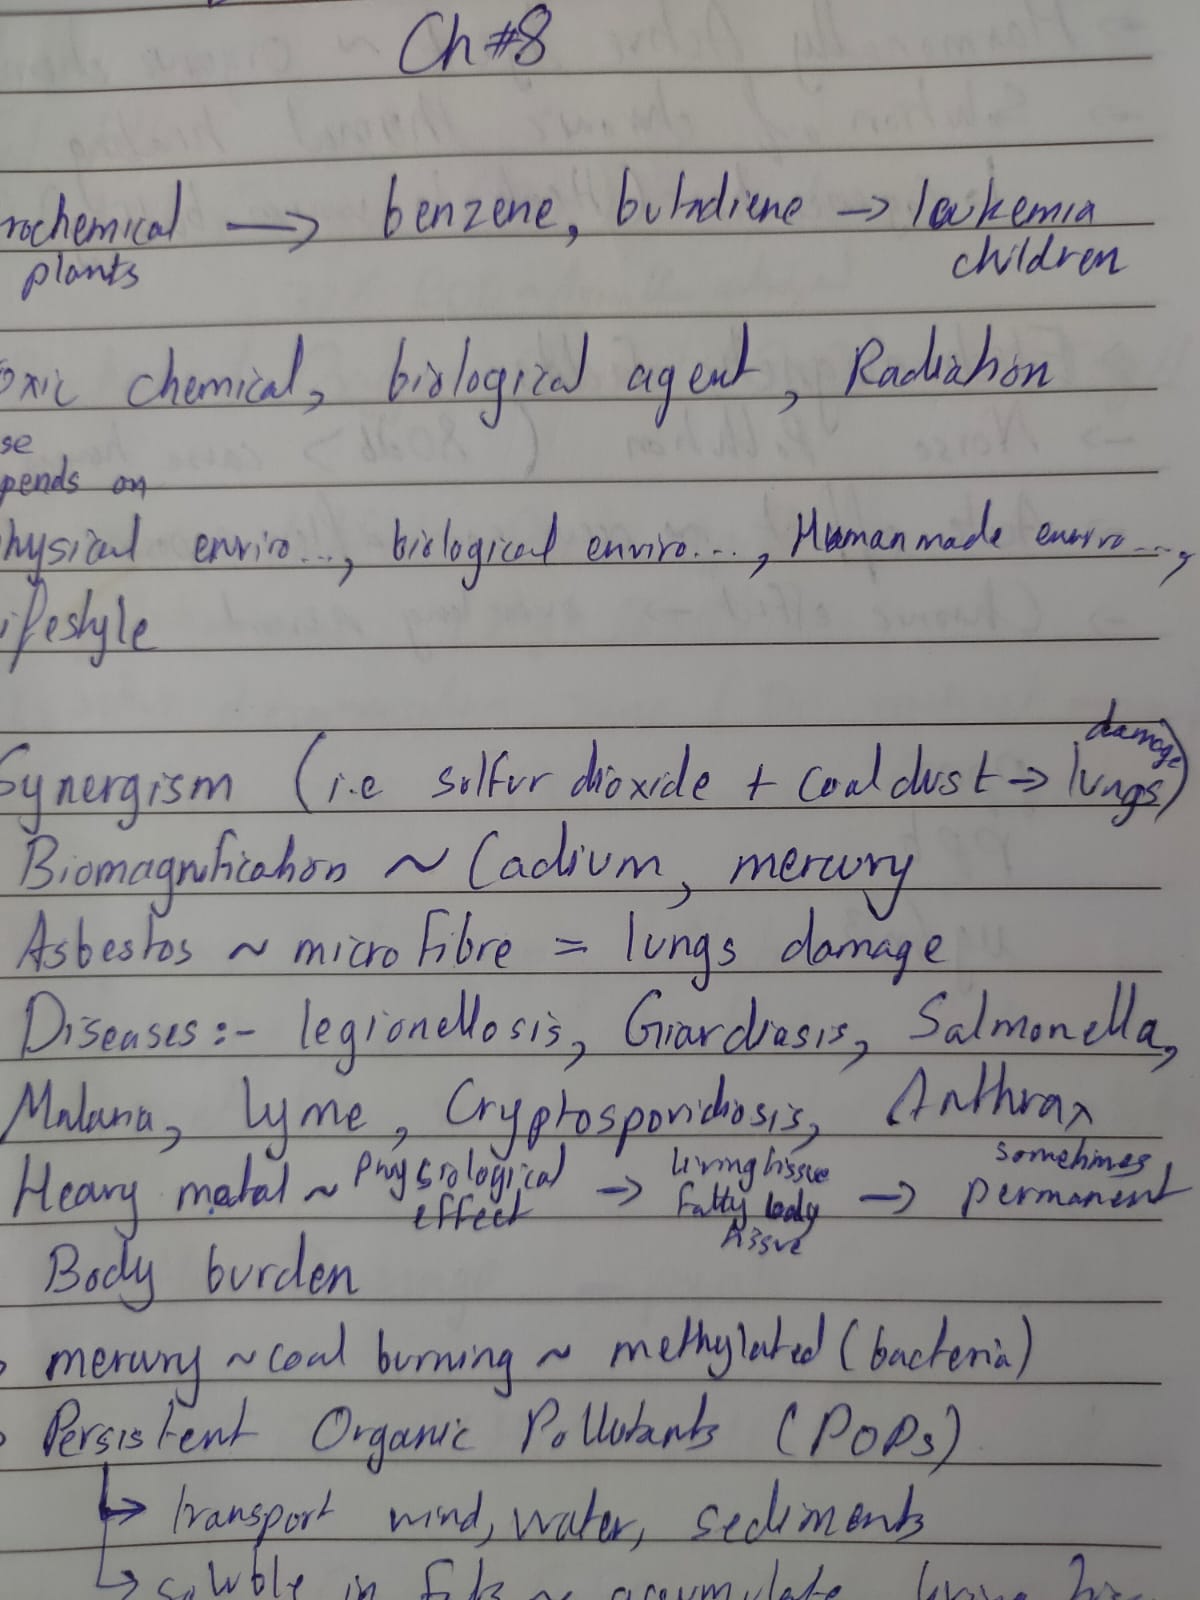 Ch #8
rochemical → benzene, butadiene → leukemia
plants children
oxic chemical, biological agent, Radiation
se
pends on
hysical enviro..., biological enviro..., Human made enviro...,
ifestyle
damage
Synergism (i.e sulfur dioxide + Coal dust → lungs)
Biomagnification ~ Cadium, mercury
Asbestos ~ micro fibre = lungs damage
Diseases:- legionellosis, Giardiasis, Salmonella,
Malaria, lyme, Cryptosporidiosis, Anthrax
Heavy metal ~ physiological effect → living tissue fatty body tissue → sometimes permanent
Body burden
mercury ~ coal burning ~ methylated (bacteria)
Persistent Organic Pollutants (POPs)
↳ transport wind, water, sediments
↳ soluble in fats ~ accumulate living